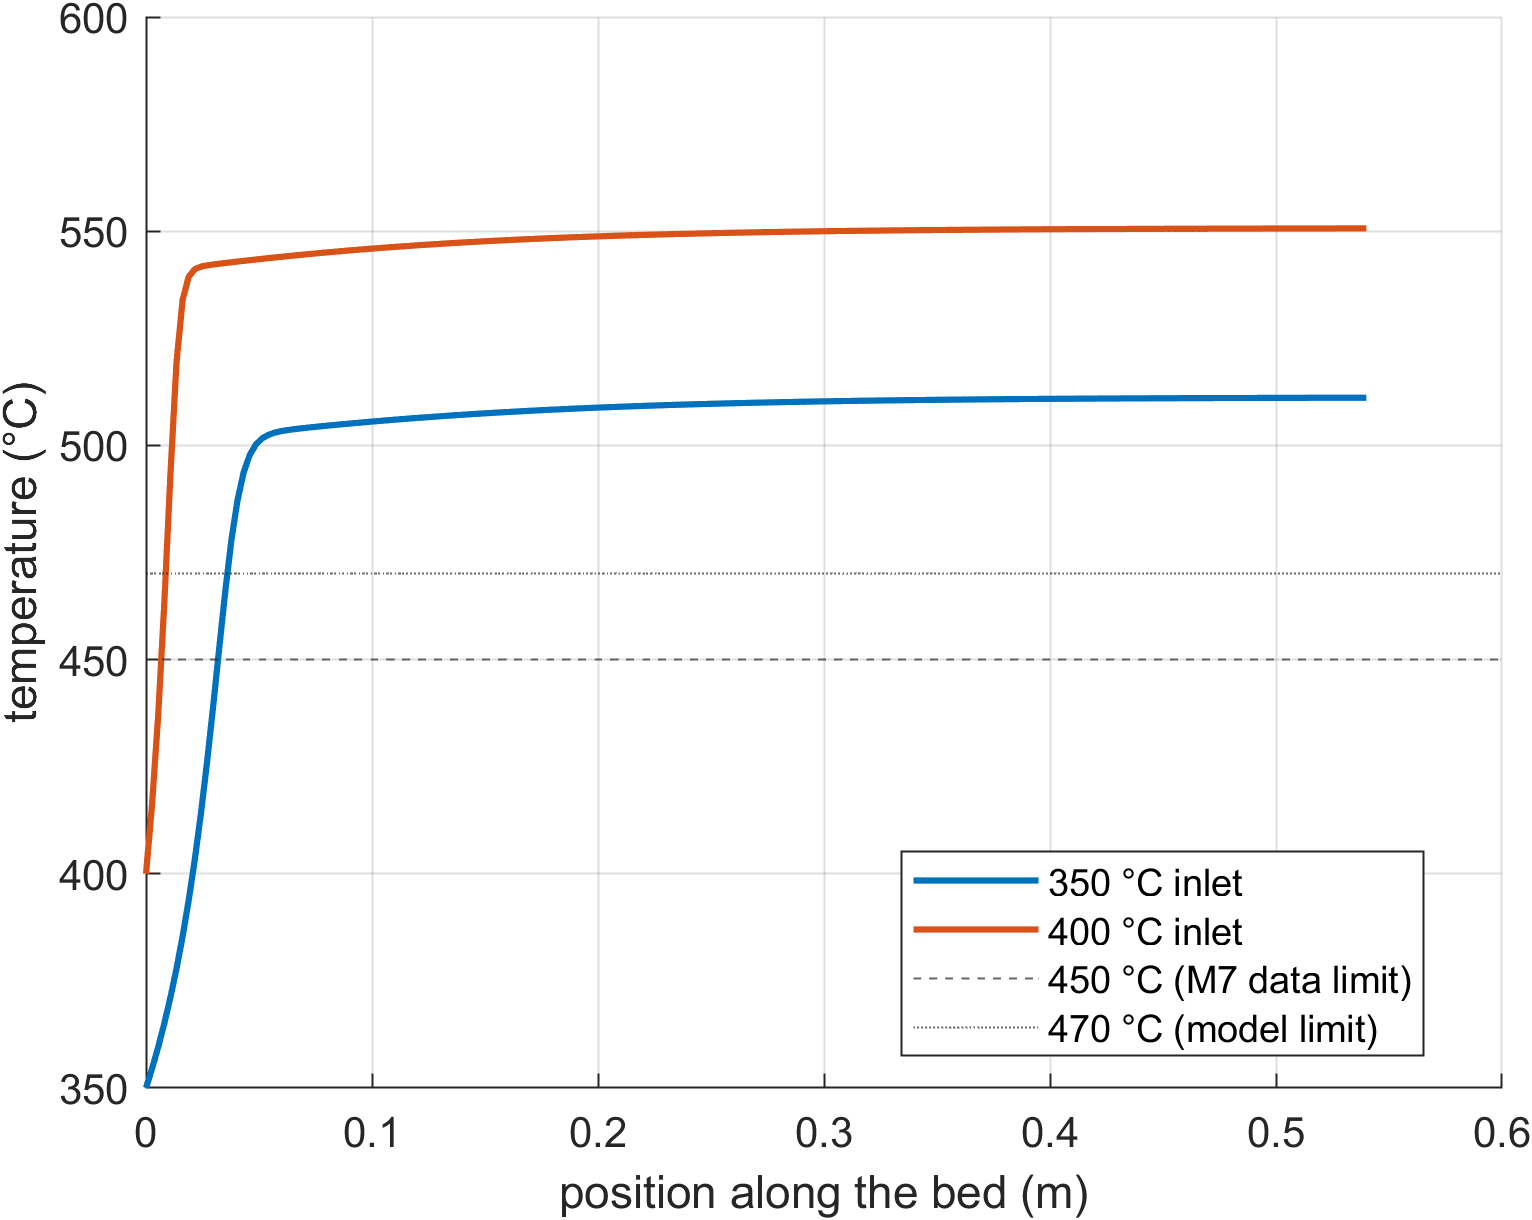 600
550
500
450
400
350
temperature (°C)
350 °C inlet
400 °C inlet
450 °C (M7 data limit)
470 °C (model limit)
0 0.1 0.2 0.3 0.4 0.5 0.6
position along the bed (m)